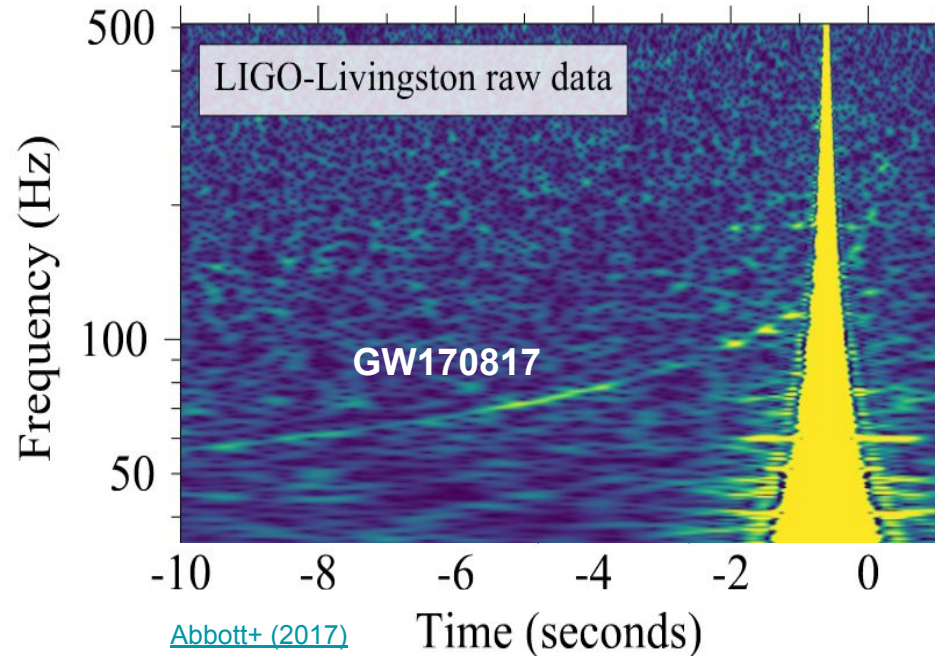 500
LIGO-Livingston raw data
Frequency (Hz)
100
GW170817
50
-10 -8 -6 -4 -2 0
Abbott+ (2017) Time (seconds)